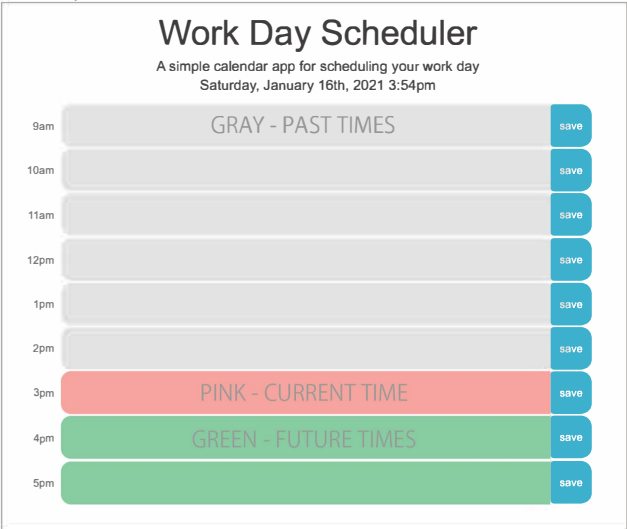 Work Day Scheduler
A simple calendar app for scheduling your work day
Saturday, January 16th, 2021 3:54pm
9am GRAY - PAST TIMES save
10am save
11am save
12pm save
1pm save
2pm save
3pm PINK - CURRENT TIME save
4pm GREEN - FUTURE TIMES save
5pm save